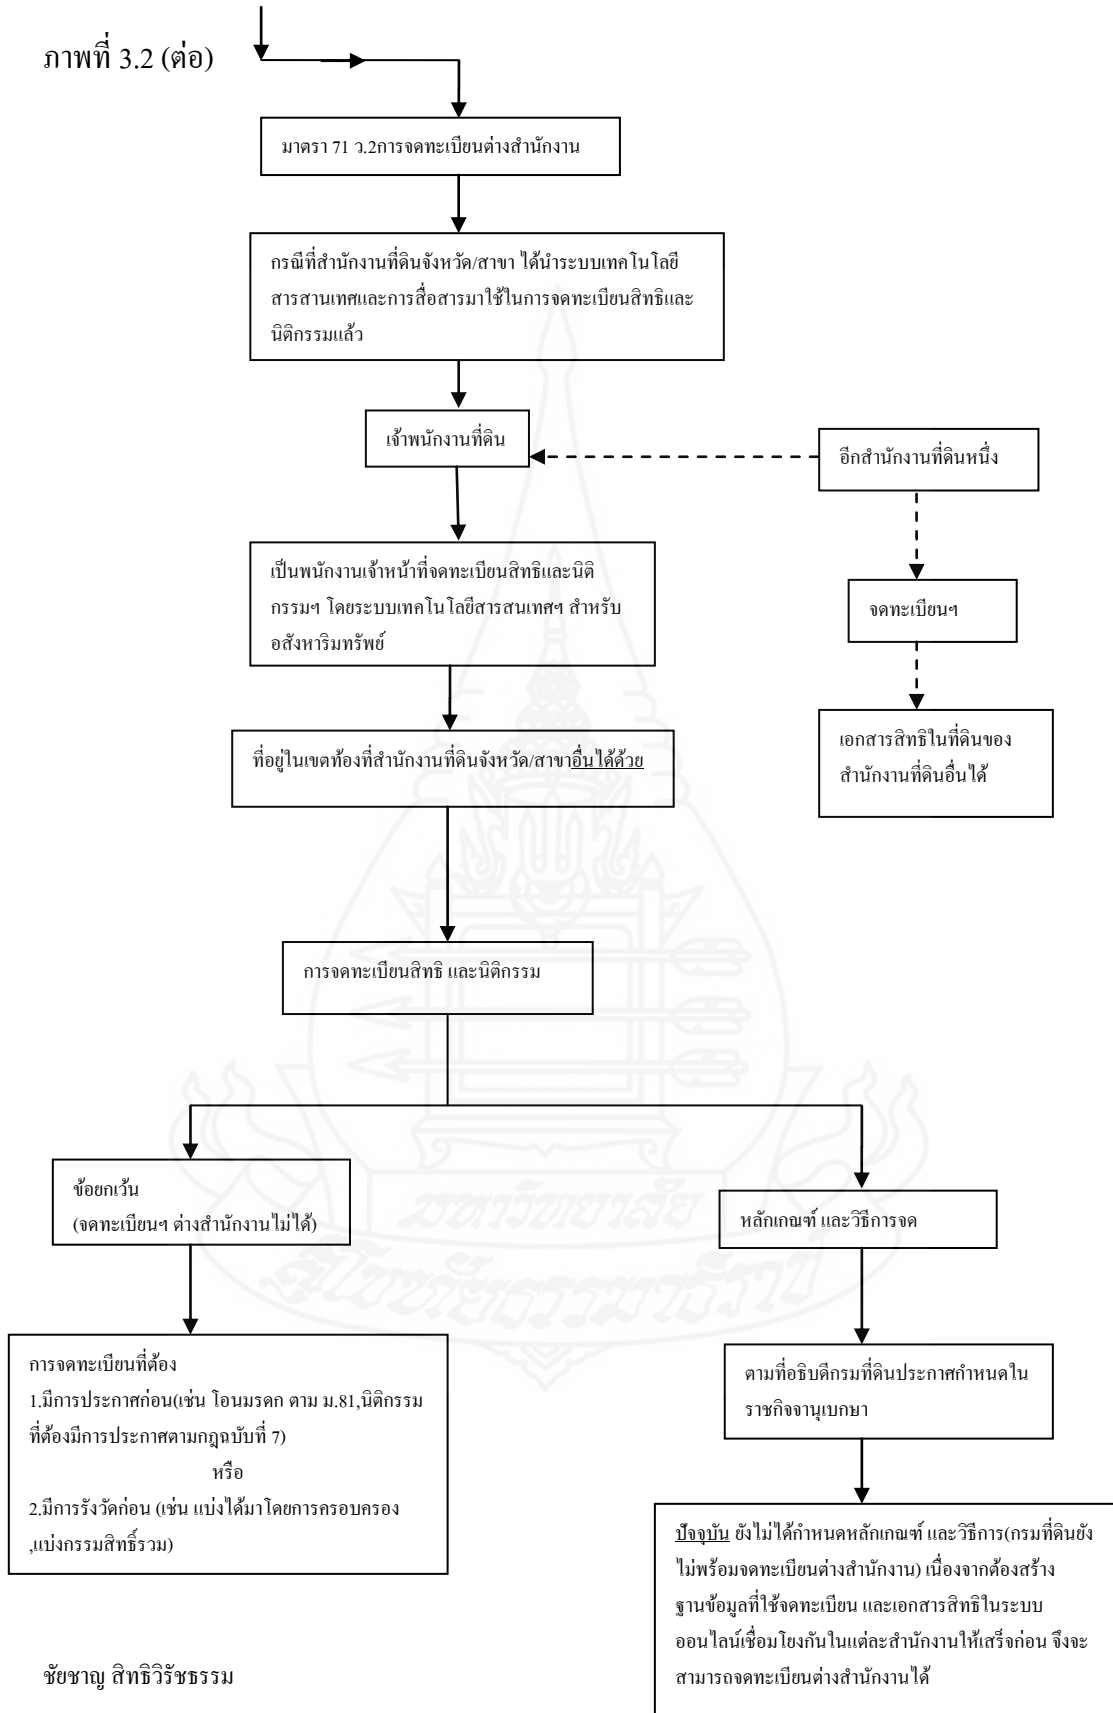 ภาพที่ 3.2 (ต่อ)
มาตรา 71 ว.2การจดทะเบียนต่างสำนักงาน
กรณีที่สำนักงานที่ดินจังหวัด/สาขา ได้นำระบบเทคโนโลยี
สารสานเทศและการสื่อสารมาใช้ในการจดทะเบียนสิทธิและ
นิติกรรมแล้ว
เจ้าพนักงานที่ดิน
อีกสำนักงานที่ดินหนึ่ง
เป็นพนักงานเจ้าหน้าที่จดทะเบียนสิทธิและนิติ
กรรมฯ โดยระบบเทคโนโลยีสารสนเทศฯ สำหรับ
อสังหาริมทรัพย์
จดทะเบียนฯ
ที่อยู่ในเขตท้องที่สำนักงานที่ดินจังหวัด/สาขาอื่นได้ด้วย
เอกสารสิทธิในที่ดินของ
สำนักงานที่ดินอื่นได้
การจดทะเบียนสิทธิ และนิติกรรม
ข้อยกเว้น
(จดทะเบียนฯ ต่างสำนักงานไม่ได้)
หลักเกณฑ์ และวิธีการจด
มหาวิทยาลัย
สุโขทัยธรรมาธิราช
การจดทะเบียนที่ต้อง
1.มีการประกาศก่อน(เช่น โอนมรดก ตาม ม.81,นิติกรรม
ที่ต้องมีการประกาศตามกฎฉบับที่ 7)
หรือ
2.มีการรังวัดก่อน (เช่น แบ่งได้มาโดยการครอบครอง
,แบ่งกรรมสิทธิ์รวม)
ตามที่อธิบดีกรมที่ดินประกาศกำหนดใน
ราชกิจจานุเบกษา
ปัจจุบัน ยังไม่ได้กำหนดหลักเกณฑ์ และวิธีการ(กรมที่ดินยัง
ไม่พร้อมจดทะเบียนต่างสำนักงาน) เนื่องจากต้องสร้าง
ฐานข้อมูลที่ใช้จดทะเบียน และเอกสารสิทธิในระบบ
ออนไลน์เชื่อมโยงกันในแต่ละสำนักงานให้เสร็จก่อน จึงจะ
สามารถจดทะเบียนต่างสำนักงานได้
ชัยชาญ สิทธิวิรัชธรรม